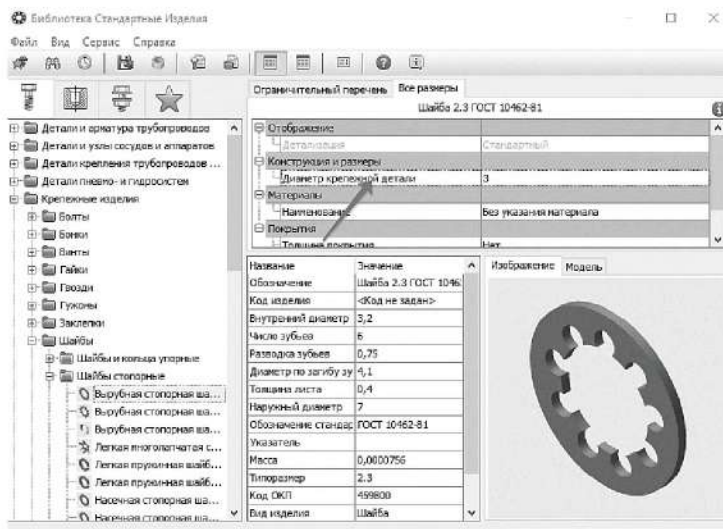 Библиотека Стандартные Изделия
Файл Вид Сервис Справка
Ограничительный перечень Все размеры
Шайба 2.3 ГОСТ 10462-81
Детали и арматура трубопроводов
Детали и узлы сосудов и аппаратов
Детали крепления трубопроводов ...
Детали пневмо- и гидросистем
Крепежные изделия
Болты
Бонки
Винты
Гайки
Гвозди
Гужоны
Заклепки
Шайбы
Шайбы и кольца упорные
Шайбы стопорные
Вырубная стопорная ша...
Вырубная стопорная ша...
Вырубная стопорная ша...
Легкая многолапчатая с...
Легкая пружинная шайб...
Легкая пружинная шайб...
Насечная стопорная ша...
Насечная стопорная ша...
Отображение
Детализация Стандартный
Конструкция и размеры
Диаметр крепежной детали 3
Материалы
Наименование Без указания материала
Покрытия
Толщина покрытия Нет
Название Значение
Обозначение Шайба 2.3 ГОСТ 1046
Код изделия <Код не задан>
Внутренний диаметр 3,2
Число зубьев 6
Разводка зубьев 0,75
Диаметр по загибу зу 4,1
Толщина листа 0,4
Наружный диаметр 7
Обозначение стандар ГОСТ 10462-81
Указатель
Масса 0,0000756
Типоразмер 2.3
Код ОКП 459800
Вид изделия Шайба
Изображение Модель